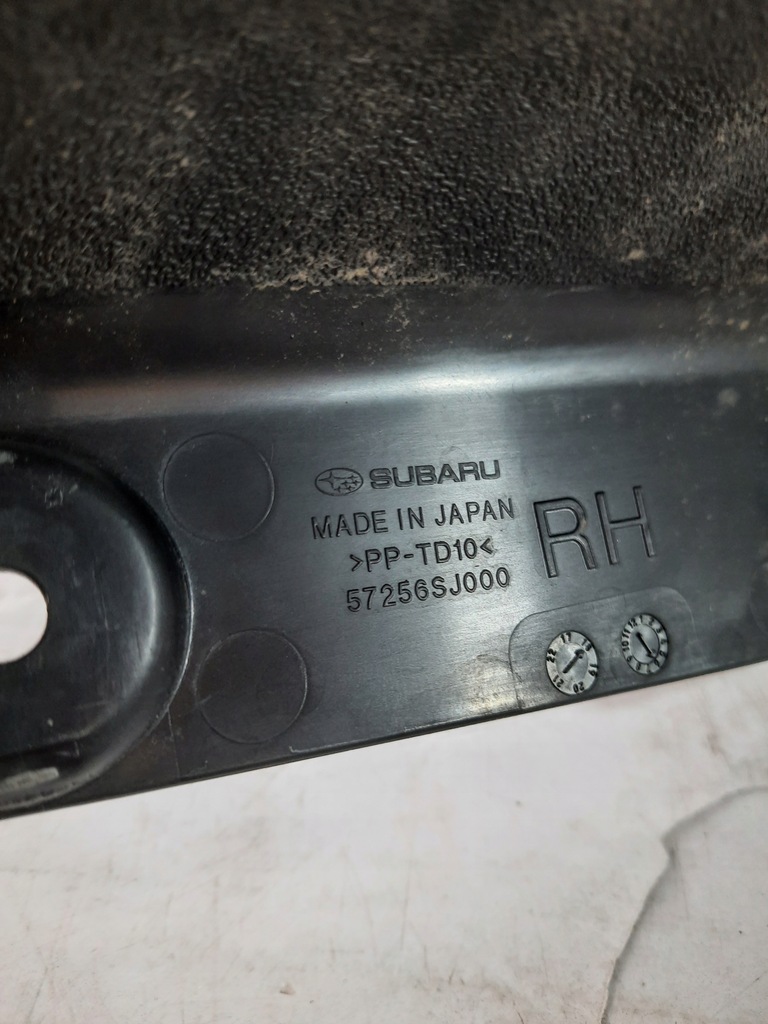 SUBARU
MADE IN JAPAN
>PP-TD10<
57256SJ000
RH